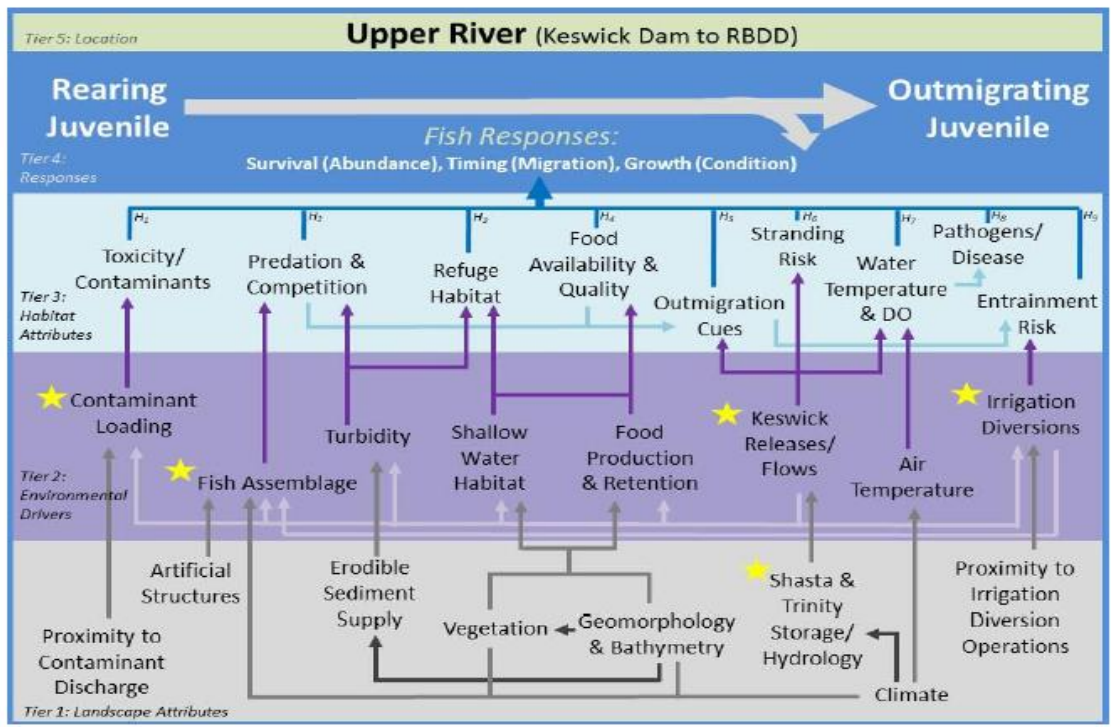 Tier 5: Location
Upper River (Keswick Dam to RBDD)
Rearing
Juvenile
Outmigrating
Juvenile
Fish Responses:
Survival (Abundance), Timing (Migration), Growth (Condition)
Tier 4:
Responses
H1
H2
H3
H4
H5
H6
H7
H8
H9
Toxicity/
Contaminants
Predation &
Competition
Refuge
Habitat
Food
Availability &
Quality
Outmigration
Cues
Stranding
Risk
Water
Temperature
& DO
Pathogens/
Disease
Entrainment
Risk
Tier 3:
Habitat
Attributes
Contaminant
Loading
Fish Assemblage
Turbidity
Shallow
Water
Habitat
Food
Production
& Retention
Keswick
Releases/
Flows
Air
Temperature
Irrigation
Diversions
Tier 2:
Environmental
Drivers
Proximity to
Contaminant
Discharge
Artificial
Structures
Erodible
Sediment
Supply
Vegetation
Geomorphology
& Bathymetry
Shasta &
Trinity
Storage/
Hydrology
Climate
Proximity to
Irrigation
Diversion
Operations
Tier 1: Landscape Attributes